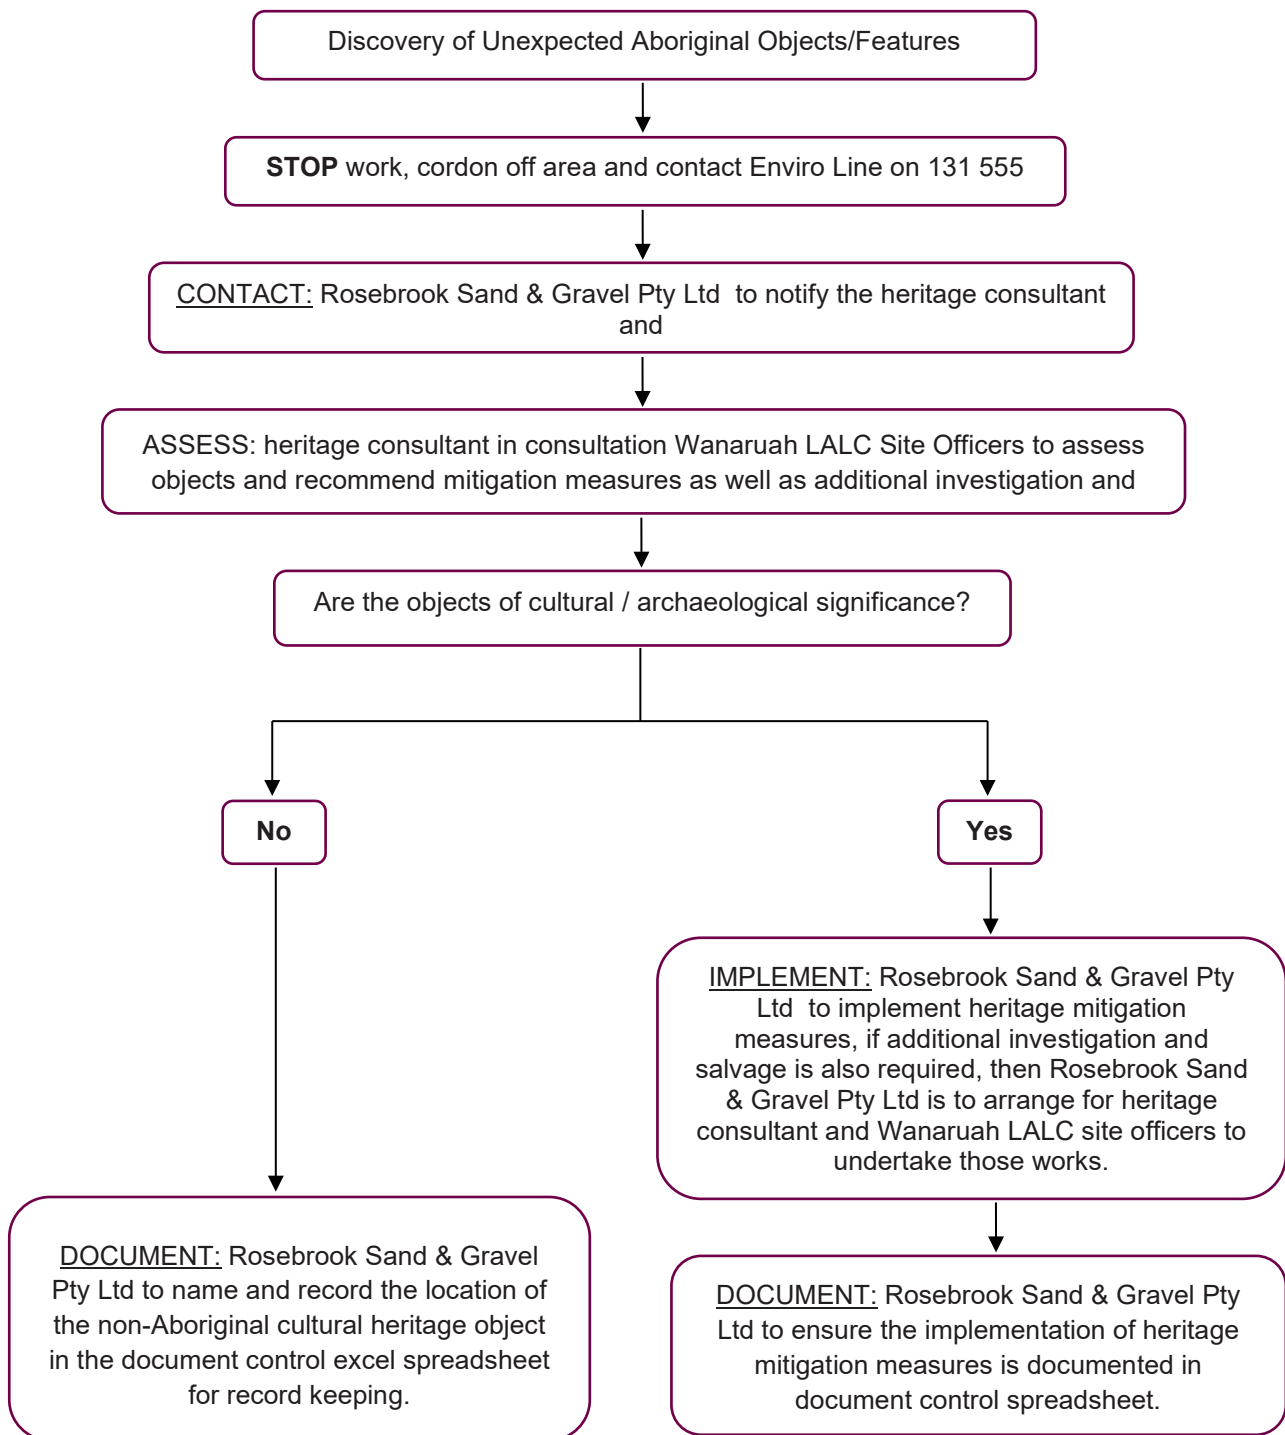 Discovery of Unexpected Aboriginal Objects/Features
STOP work, cordon off area and contact Enviro Line on 131 555
CONTACT: Rosebrook Sand & Gravel Pty Ltd  to notify the heritage consultant
and
ASSESS: heritage consultant in consultation Wanaruah LALC Site Officers to assess
objects and recommend mitigation measures as well as additional investigation and
Are the objects of cultural / archaeological significance?
No
Yes
IMPLEMENT: Rosebrook Sand & Gravel Pty
Ltd  to implement heritage mitigation
measures, if additional investigation and
salvage is also required, then Rosebrook Sand
& Gravel Pty Ltd is to arrange for heritage
consultant and Wanaruah LALC site officers to
undertake those works.
DOCUMENT: Rosebrook Sand & Gravel
Pty Ltd to name and record the location of
the non-Aboriginal cultural heritage object
in the document control excel spreadsheet
for record keeping.
DOCUMENT: Rosebrook Sand & Gravel Pty
Ltd to ensure the implementation of heritage
mitigation measures is documented in
document control spreadsheet.